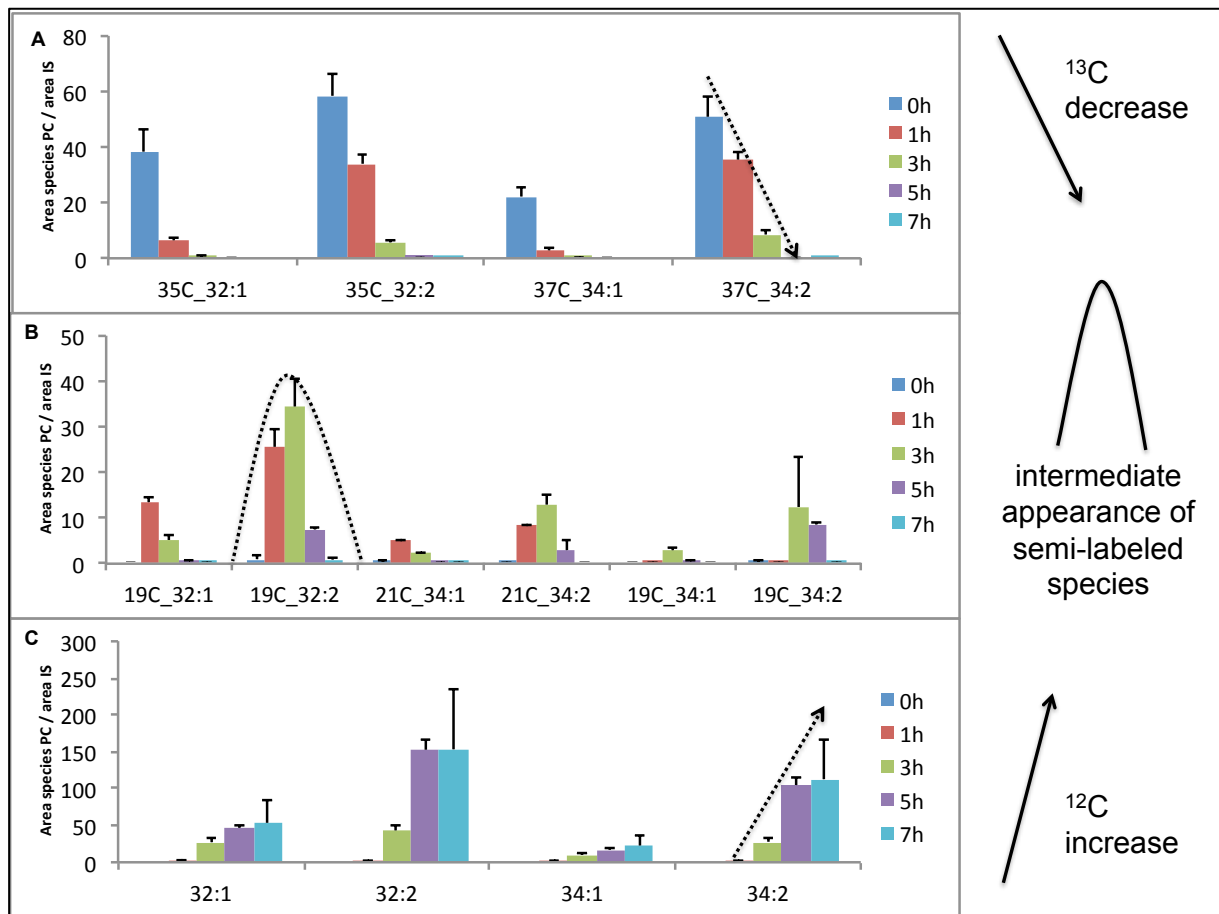 A
Area species PC / area IS
80
60
40
20
0
35C_32:1 35C_32:2 37C_34:1 37C_34:2
0h
1h
3h
5h
7h
13C
decrease
B
Area species PC / area IS
50
40
30
20
10
0
19C_32:1 19C_32:2 21C_34:1 21C_34:2 19C_34:1 19C_34:2
0h
1h
3h
5h
7h
intermediate
appearance of
semi-labeled
species
C
Area species PC / area IS
300
250
200
150
100
50
0
32:1 32:2 34:1 34:2
0h
1h
3h
5h
7h
12C
increase